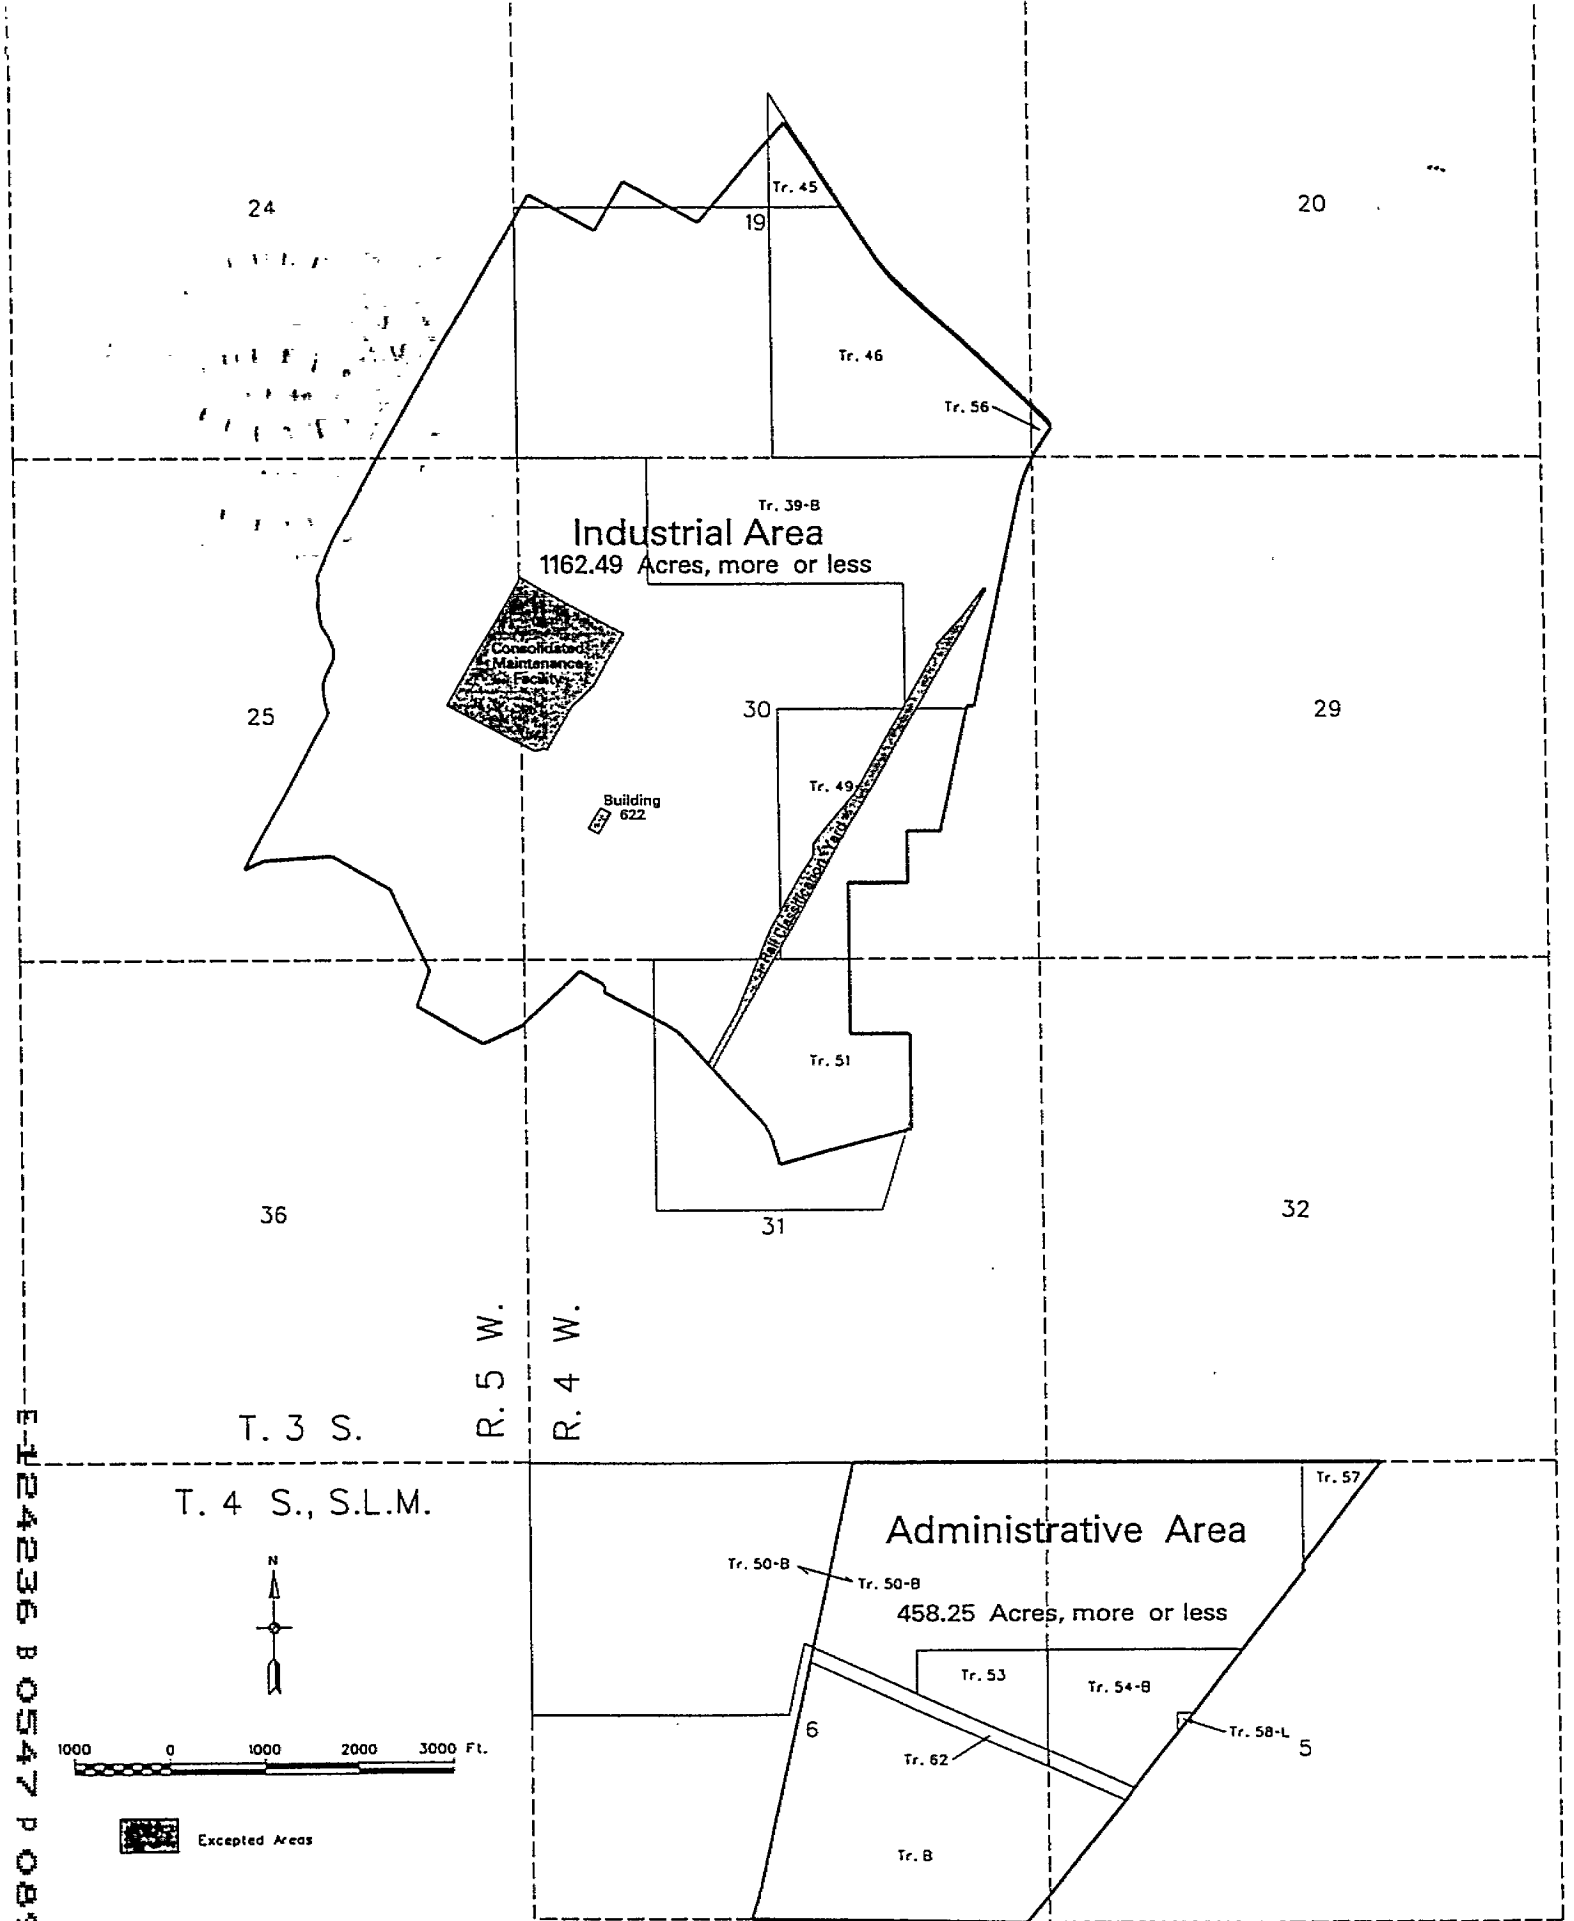 Tr. 45
24
19
20
Tr. 46
Tr. 56
Tr. 39-B
Industrial Area
1162.49 Acres, more or less
Consolidated
Maintenance
Facility
25
30
29
Tr. 49
Building
622
Rail Classification Yard
Tr. 51
36
31
32
R. 5 W.
R. 4 W.
T. 3 S.
T. 4 S., S.L.M.
Tr. 57
Administrative Area
Tr. 50-B
Tr. 50-B
458.25 Acres, more or less
N
Tr. 53
Tr. 54-B
6
Tr. 58-L
5
Tr. 62
1000 0 1000 2000 3000 Ft.
Excepted Areas
Tr. B
E 124236 B 0547 P